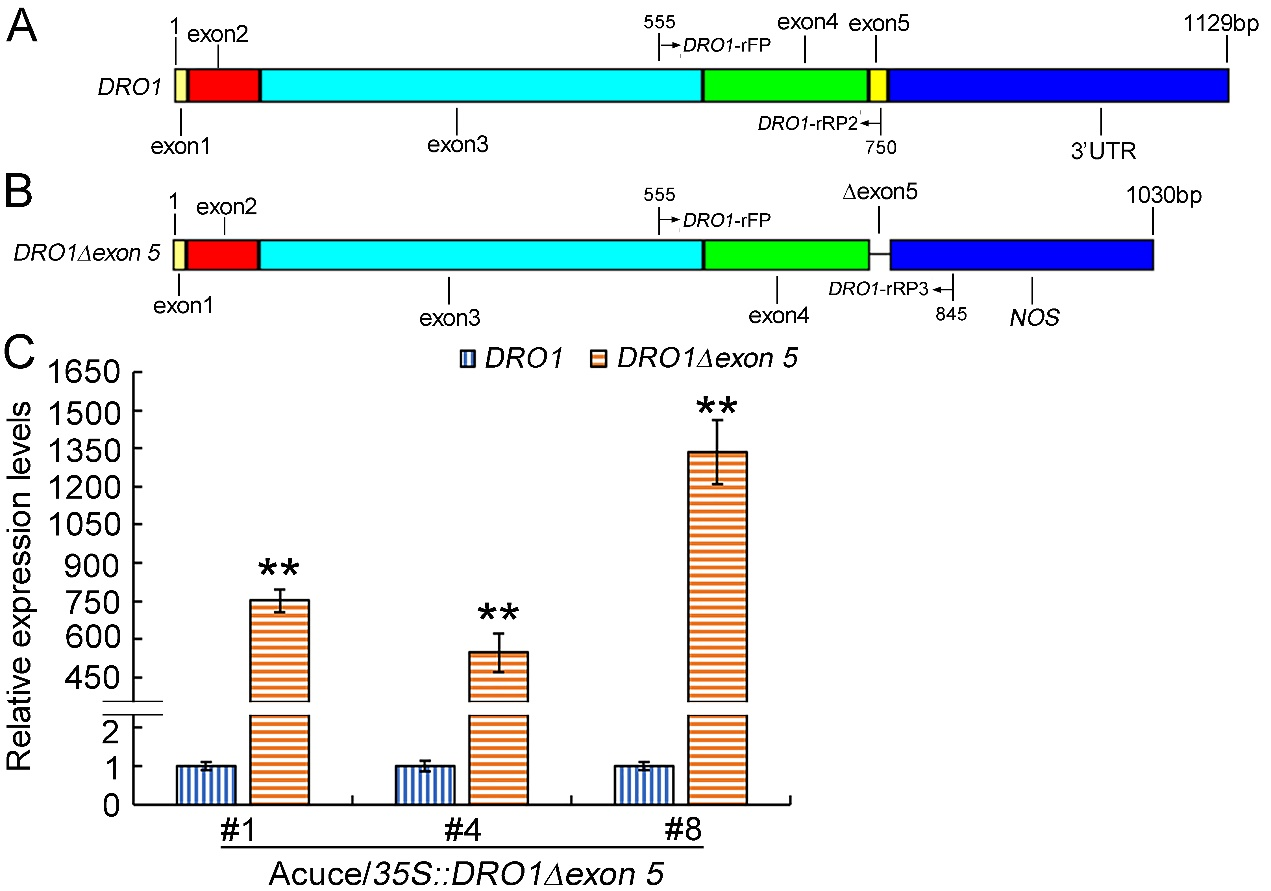 A
1 exon2 555 DRO1-rFP exon4 exon5 1129bp
DRO1
exon1 exon3 DRO1-rRP2 750 3'UTR
B
1 exon2 555 DRO1-rFP Δexon5 1030bp
DRO1Δexon 5
exon1 exon3 exon4 DRO1-rRP3 845 NOS
C
DRO1 DRO1Δexon 5
Relative expression levels
1650
1500
1350
1200
1050
900
750
600
450
2
1
0
**
**
**
#1 #4 #8
Acuce/35S::DRO1Δexon 5